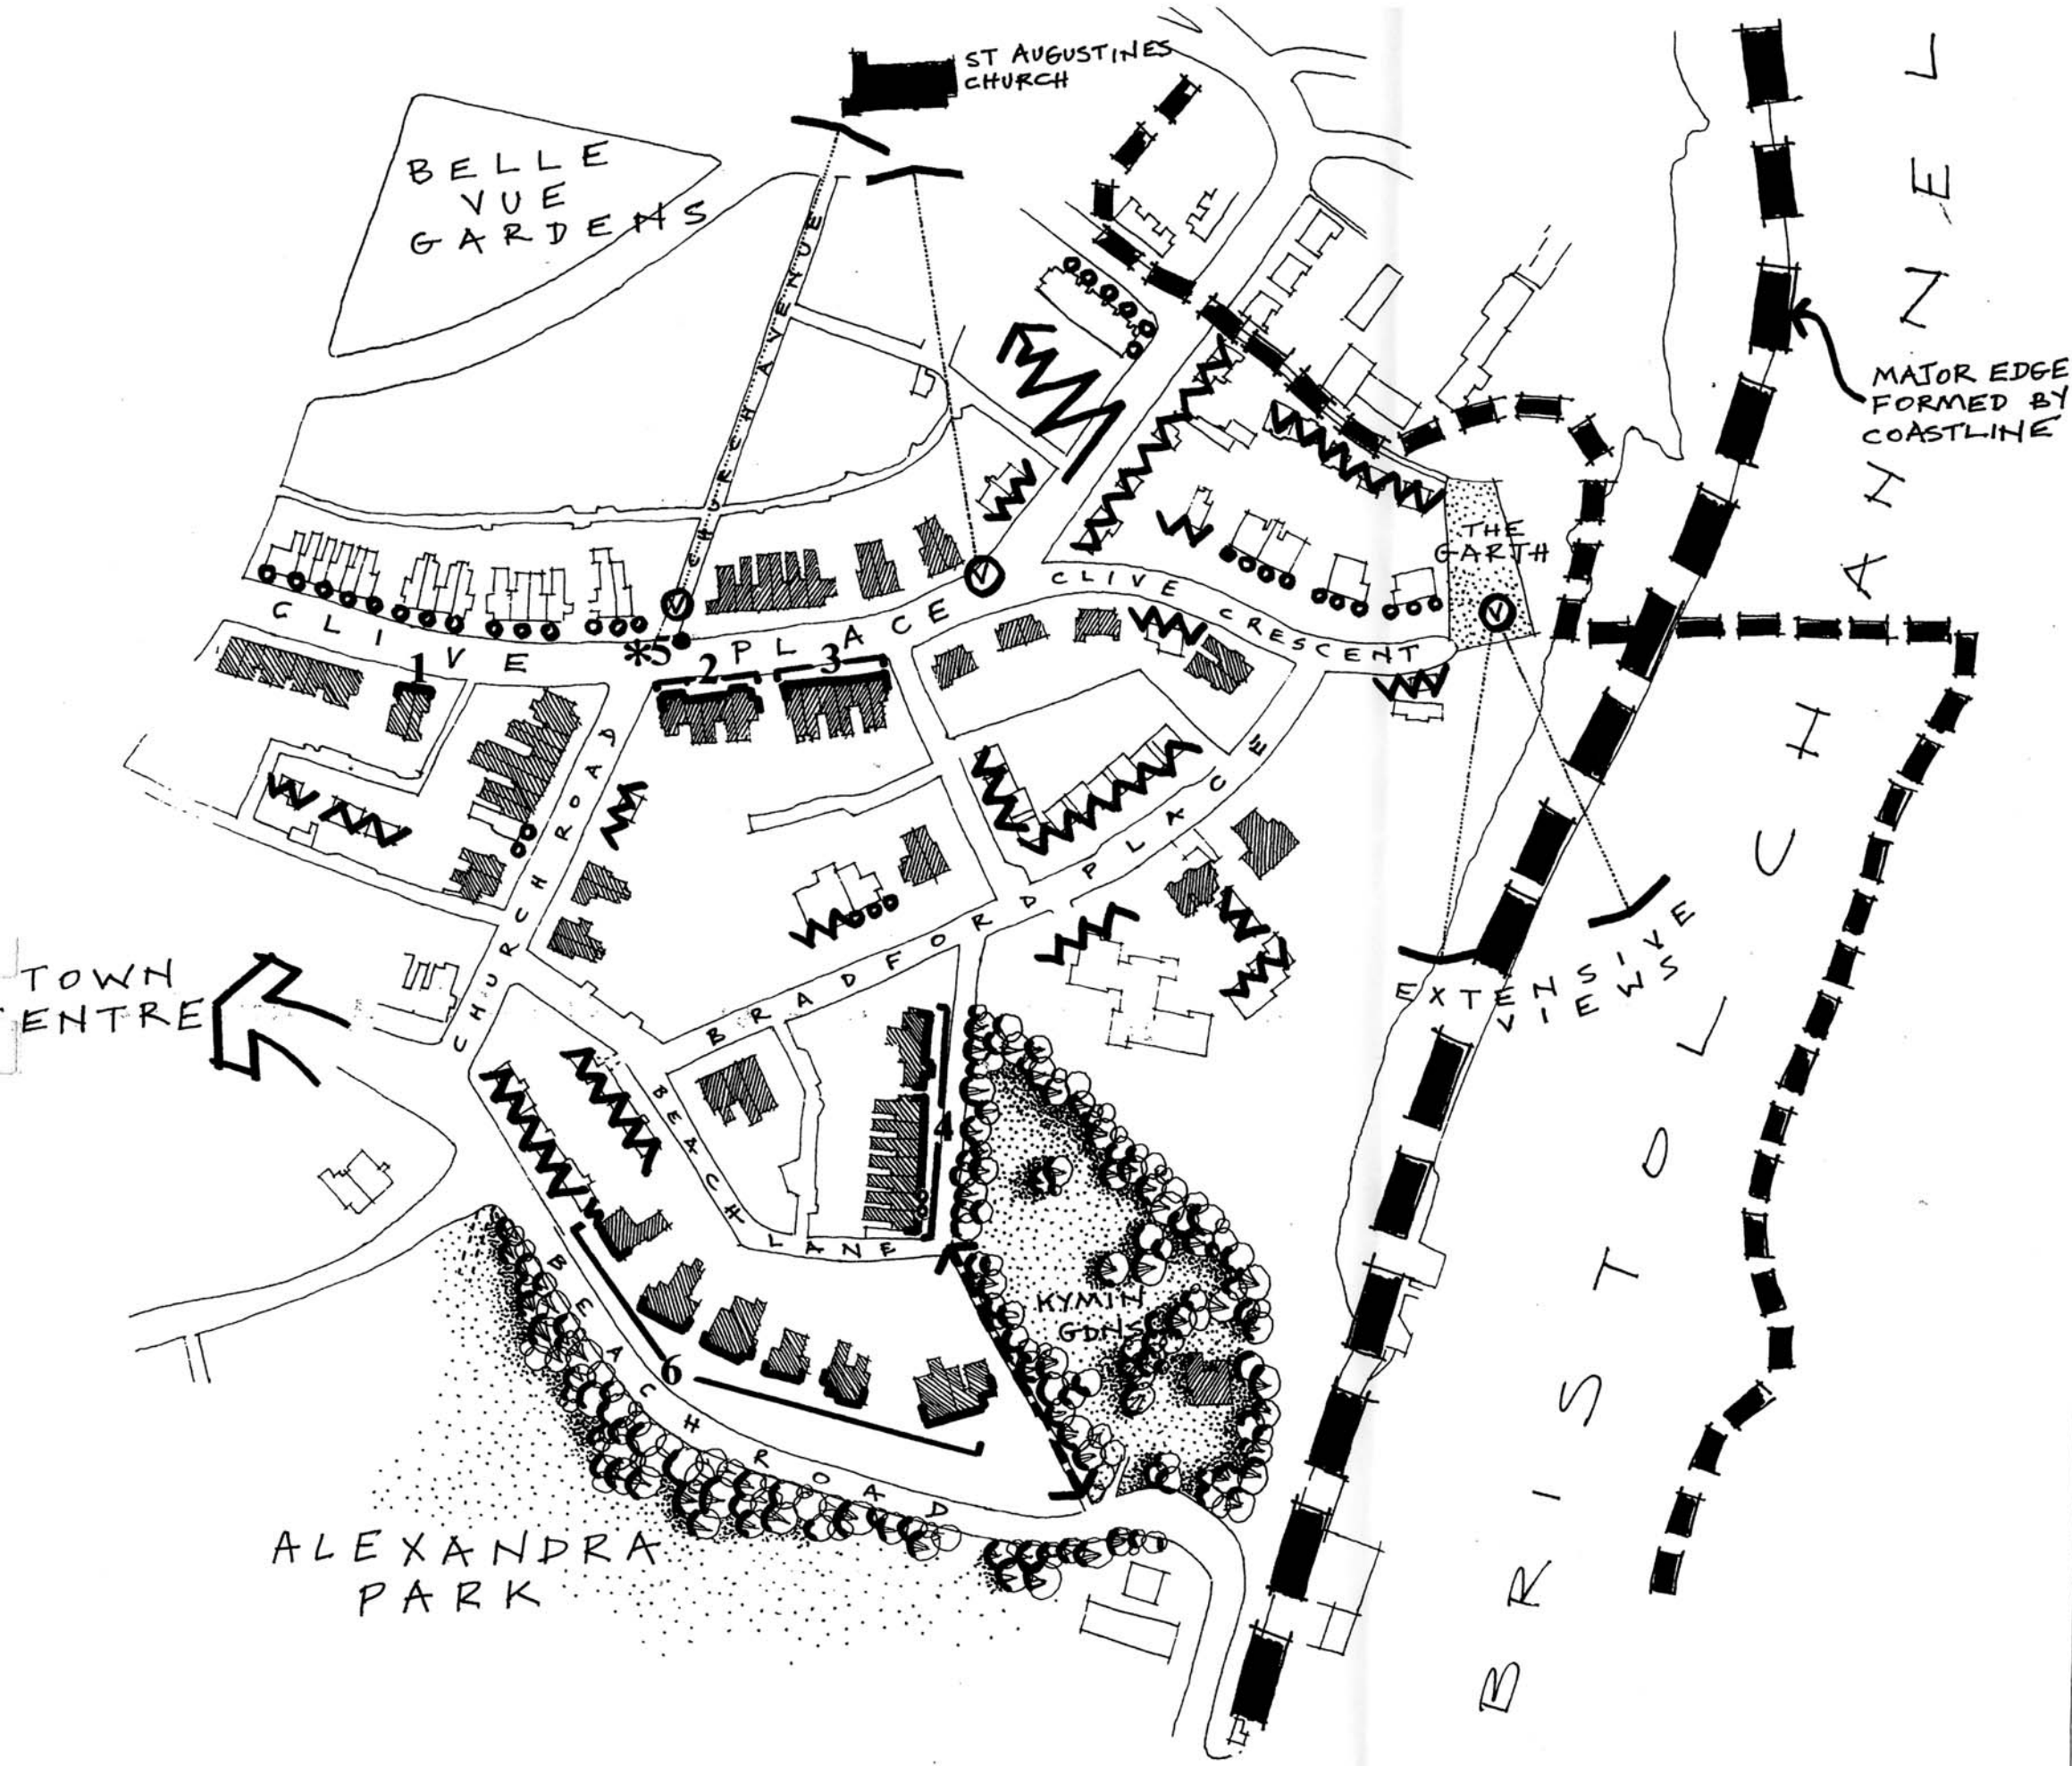 ST AUGUSTINES
CHURCH
BELLE
VUE
GARDENS
CHURCH AVENUE
MAJOR EDGE
FORMED BY
COASTLINE
THE
GARTH
V
V
V
CLIVE PLACE
CLIVE CRESCENT
1
*5
2
3
CHURCH ROAD
BRADFORD PLACE
TOWN
ENTRE
EXTENSIVE
VIEWS
BEACH LANE
4
KYMIN
GDNS
6
BEACH ROAD
ALEXANDRA
PARK
BRISTOL CHANNEL